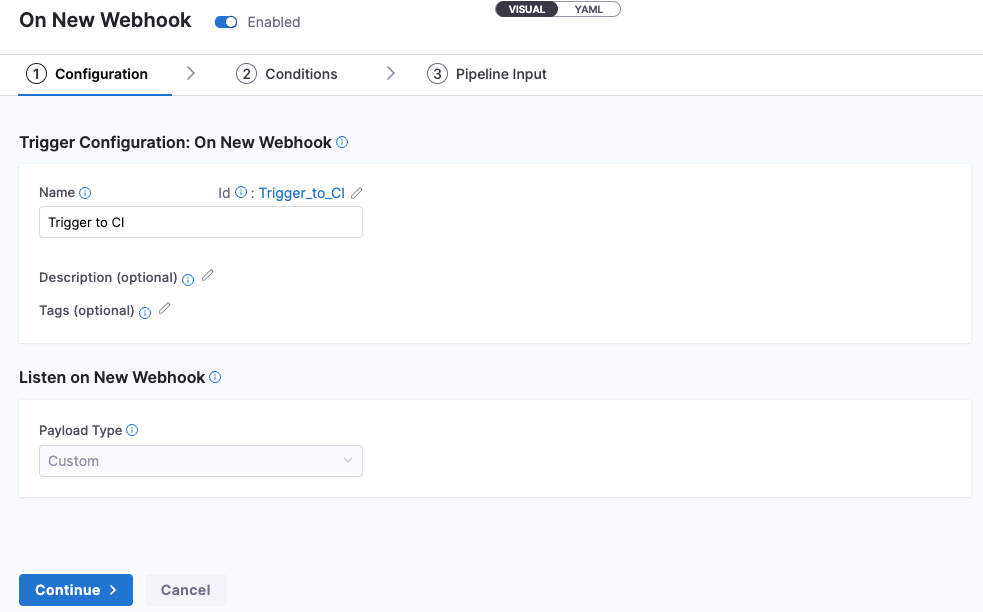 On New Webhook Enabled VISUAL YAML
1 Configuration 2 Conditions 3 Pipeline Input
Trigger Configuration: On New Webhook
Name Id : Trigger_to_CI
Trigger to CI
Description (optional)
Tags (optional)
Listen on New Webhook
Payload Type
Custom
Continue Cancel